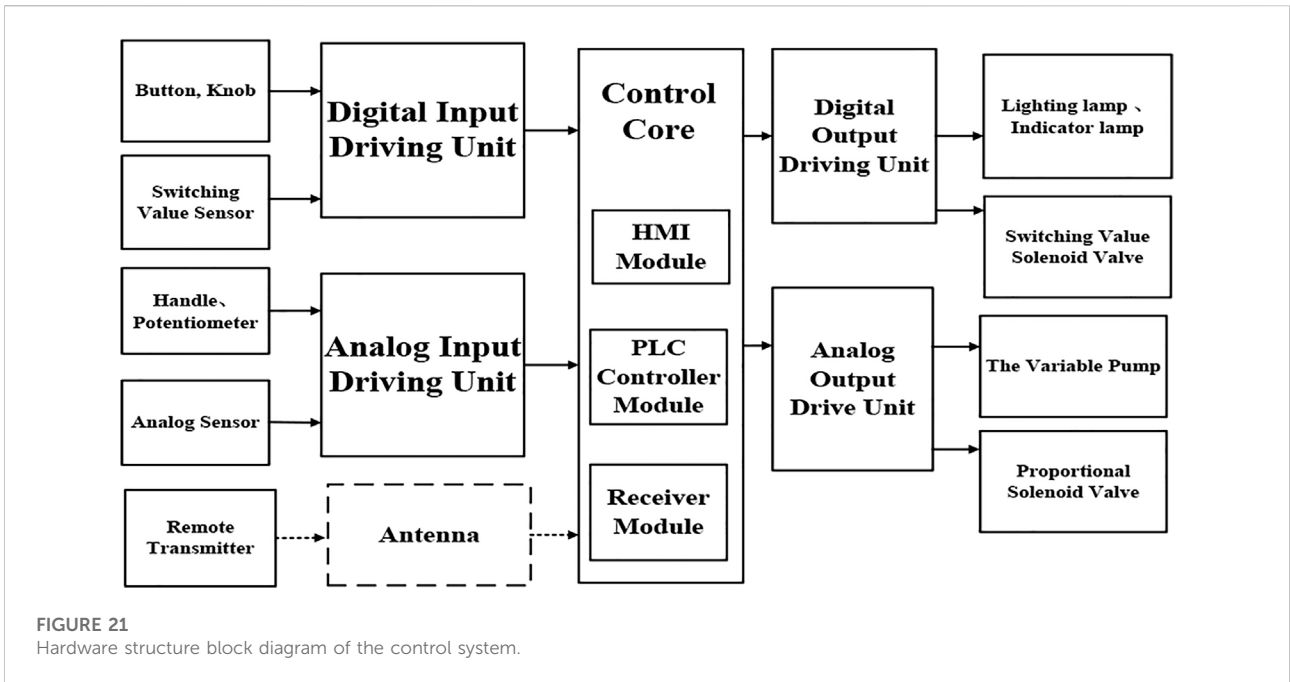 Button, Knob
Switching
Value Sensor
Handle、
Potentiometer
Analog Sensor
Remote
Transmitter
Digital Input
Driving Unit
Analog Input
Driving Unit
Antenna
Control
Core
HMI
Module
PLC
Controller
Module
Receiver
Module
Digital
Output
Driving Unit
Analog
Output
Drive Unit
Lighting lamp 、
Indicator lamp
Switching Value
Solenoid Valve
The Variable Pump
Proportional
Solenoid Valve
FIGURE 21
Hardware structure block diagram of the control system.